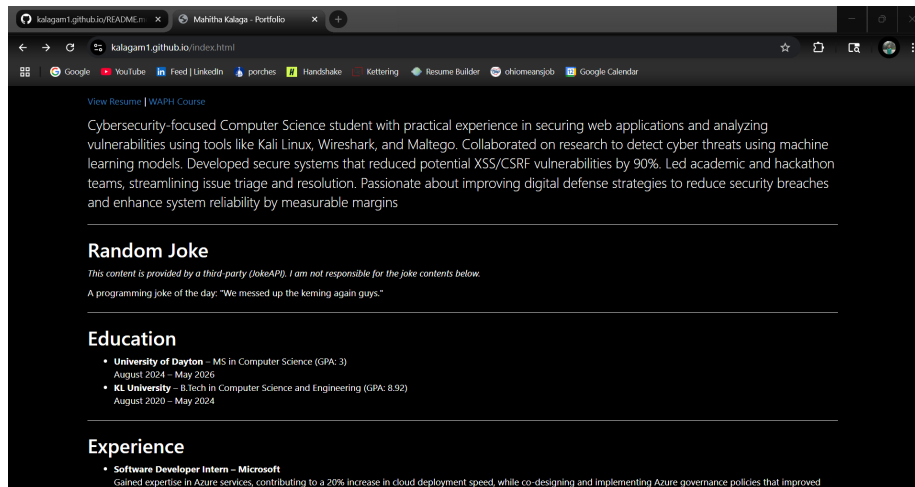 kalagam1.github.io/README.m
Mahitha Kalaga - Portfolio
kalagam1.github.io/index.html
Google
YouTube
Feed | LinkedIn
porches
Handshake
Kettering
Resume Builder
ohiomeansjob
Google Calendar
View Resume | WAPH Course
Cybersecurity-focused Computer Science student with practical experience in securing web applications and analyzing
vulnerabilities using tools like Kali Linux, Wireshark, and Maltego. Collaborated on research to detect cyber threats using machine
learning models. Developed secure systems that reduced potential XSS/CSRF vulnerabilities by 90%. Led academic and hackathon
teams, streamlining issue triage and resolution. Passionate about improving digital defense strategies to reduce security breaches
and enhance system reliability by measurable margins
Random Joke
This content is provided by a third-party (JokeAPI). I am not responsible for the joke contents below.
A programming joke of the day: "We messed up the keming again guys."
Education
• University of Dayton – MS in Computer Science (GPA: 3)
August 2024 – May 2026
• KL University – B.Tech in Computer Science and Engineering (GPA: 8.92)
August 2020 – May 2024
Experience
• Software Developer Intern – Microsoft
Gained expertise in Azure services, contributing to a 20% increase in cloud deployment speed, while co-designing and implementing Azure governance policies that improved